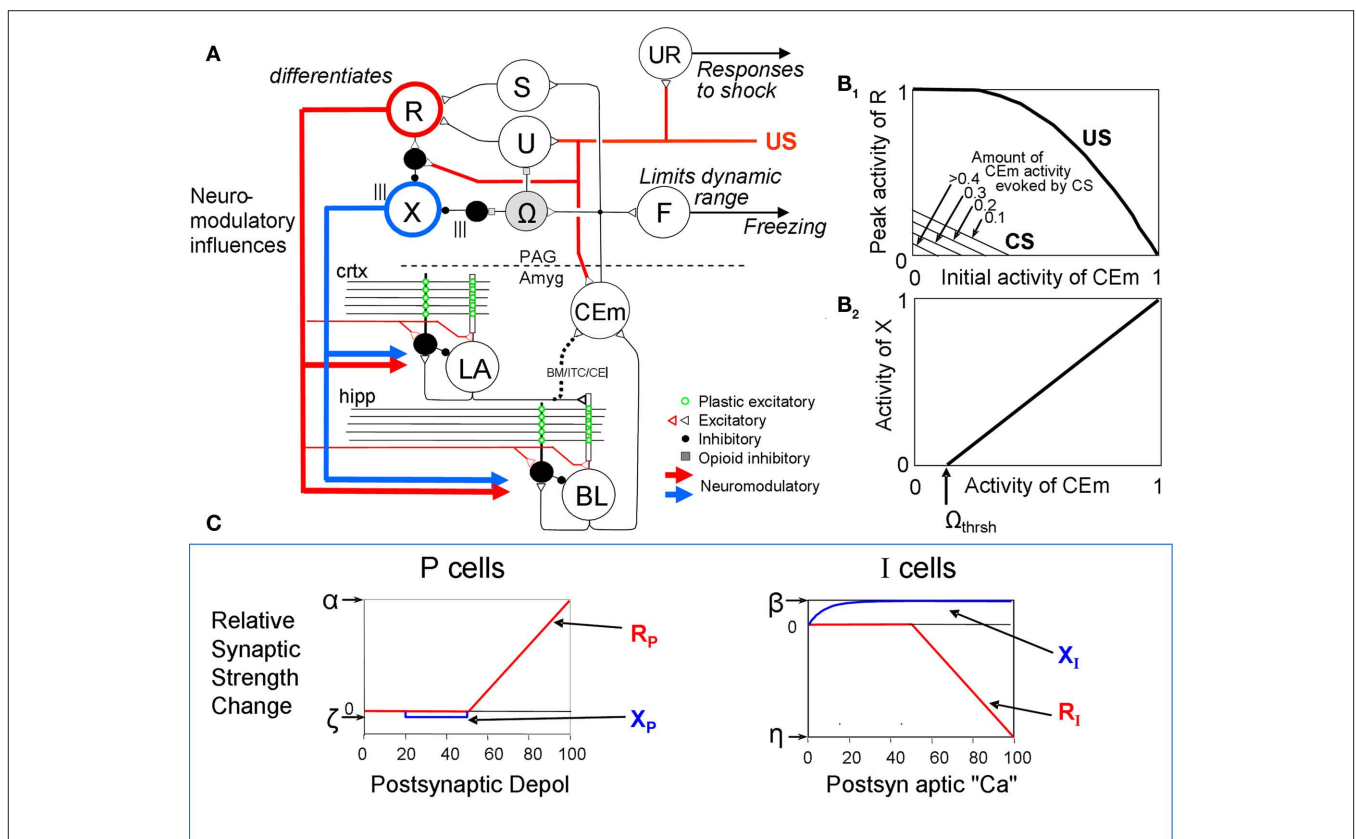 A
differentiates
R
S
U
UR
Responses
to shock
US
Neuro-
modulatory
influences
X
|||
|||
Ω
Limits dynamic
range
F
Freezing
PAG
Amyg
crtx
CEm
LA
BM/ITC/CEl
hipp
BL
Plastic excitatory
Excitatory
Inhibitory
Opioid inhibitory
Neuromodulatory
B1
Peak activity of R
1
0
US
Amount of
CEm activity
evoked by CS
>0.4
0.3
0.2
0.1
CS
0
Initial activity of CEm
1
B2
Activity of X
1
0
0
Activity of CEm
1
Ωthrsh
C
P cells
Relative
Synaptic
Strength
Change
α
0
ζ
RP
XP
0 20 40 60 80 100
Postsynaptic Depol
I cells
β
0
η
XI
RI
0 20 40 60 80 100
Postsyn aptic "Ca"